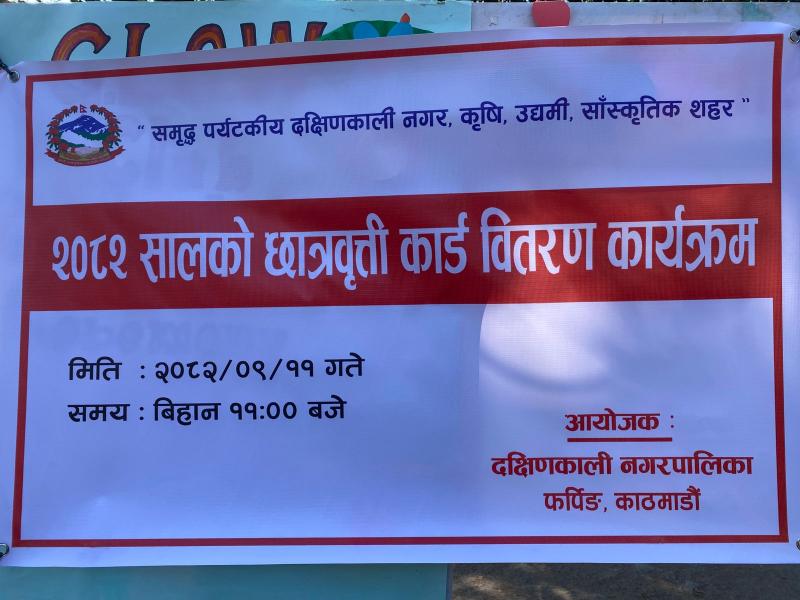 GLOW
“ समृद्ध पर्यटकीय दक्षिणकाली नगर, कृषि, उद्यमी, साँस्कृतिक शहर ”
२०८२ सालको छात्रवृत्ती कार्ड वितरण कार्यक्रम
मिति : २०८२/०९/११ गते
समय : बिहान ११:०० बजे
आयोजक :
दक्षिणकाली नगरपालिका
फर्पिङ, काठमाडौं